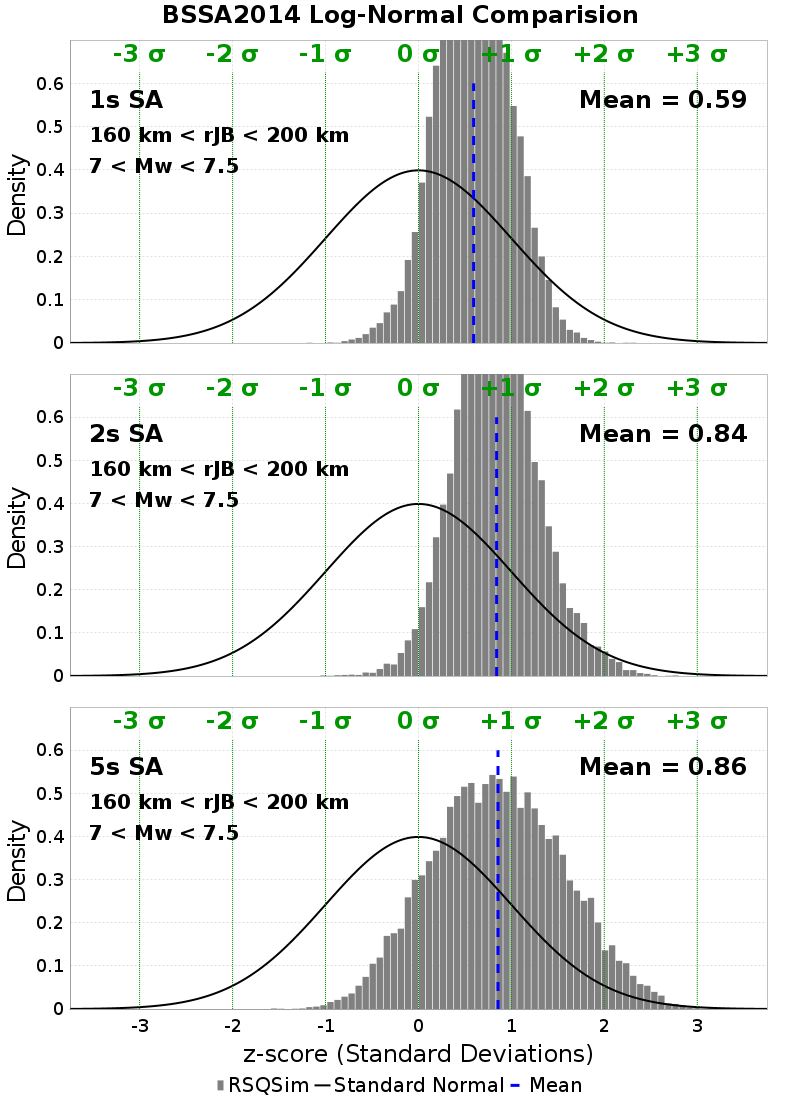 BSSA2014 Log-Normal Comparision
-3 σ -2 σ -1 σ 0 σ +1 σ +2 σ +3 σ
1s SA Mean = 0.59
160 km < rJB < 200 km
7 < Mw < 7.5
Density
0.6
0.5
0.4
0.3
0.2
0.1
0
-3 σ -2 σ -1 σ 0 σ +1 σ +2 σ +3 σ
2s SA Mean = 0.84
160 km < rJB < 200 km
7 < Mw < 7.5
Density
0.6
0.5
0.4
0.3
0.2
0.1
0
-3 σ -2 σ -1 σ 0 σ +1 σ +2 σ +3 σ
5s SA Mean = 0.86
160 km < rJB < 200 km
7 < Mw < 7.5
Density
0.6
0.5
0.4
0.3
0.2
0.1
0
-3 -2 -1 0 1 2 3
z-score (Standard Deviations)
RSQSim Standard Normal Mean